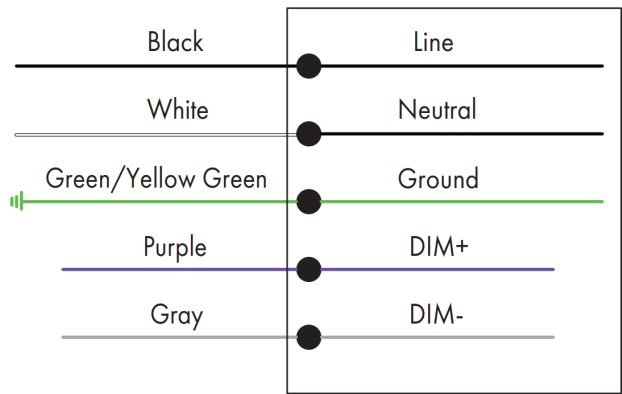 Black Line
White Neutral
Green/Yellow Green Ground
Purple DIM+
Gray DIM-